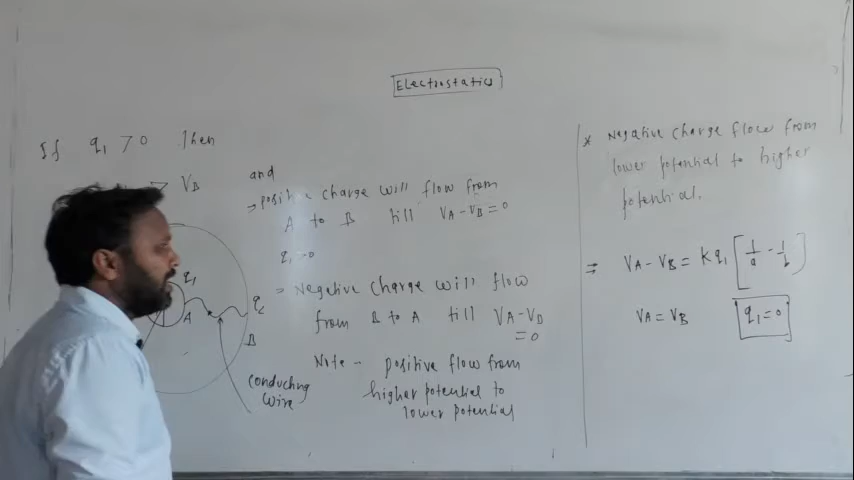 Electrostatics
If q₁ > 0 Then
> VB
and
⇒ positive charge will flow from
A to B till VA - VB = 0
q₁ > 0
q₁
q₂
A
B
conducting
wire
= Negative charge will flow
from B to A till VA - VB
= 0
Note - positive flow from
higher potential to
lower potential
* Negative charge flow from
lower potential to higher
potential.
= VA - VB = Kq₁ [1/a - 1/b]
VA = VB q₁ = 0